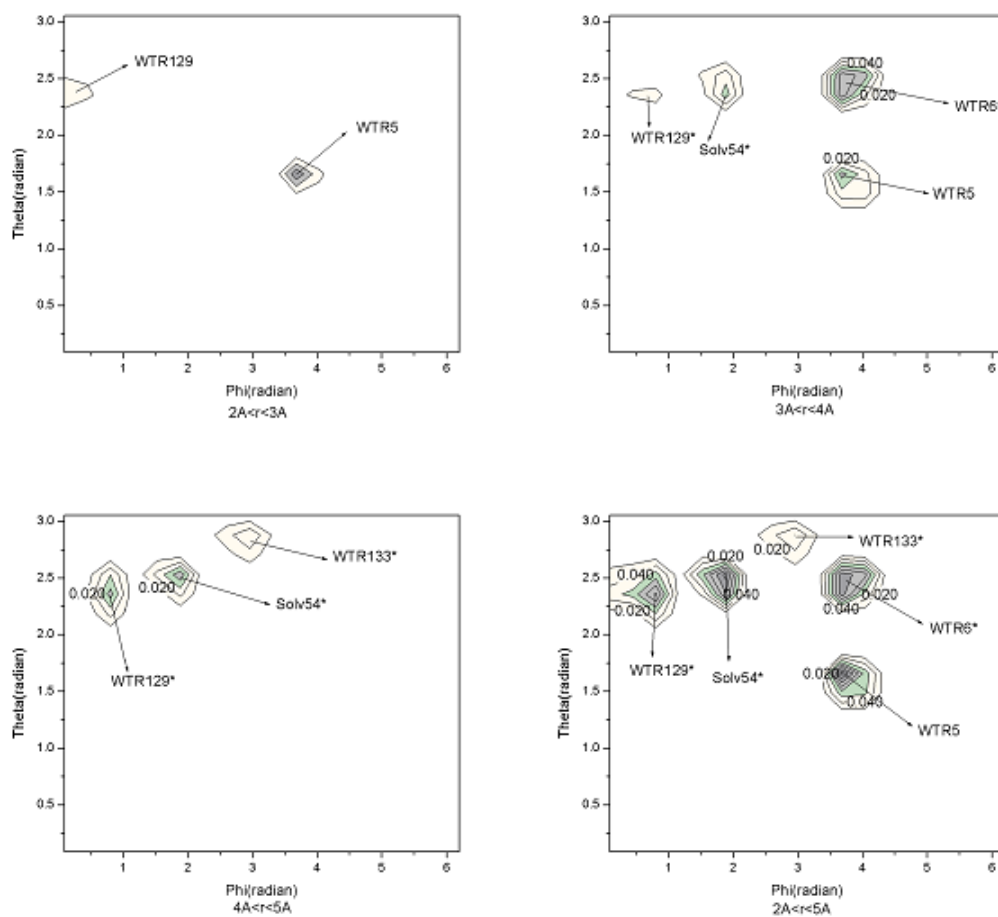 3.0
2.5
2.0
1.5
1.0
0.5
Theta(radian)
WTR129
WTR5
1 2 3 4 5 6
Phi(radian)
2A<r<3A
3.0
2.5
2.0
1.5
1.0
0.5
Theta(radian)
0.040
0.020
WTR6*
WTR129*
Solv54*
0.020
WTR5
1 2 3 4 5 6
Phi(radian)
3A<r<4A
3.0
2.5
2.0
1.5
1.0
0.5
Theta(radian)
WTR133*
0.020
0.020
Solv54*
WTR129*
1 2 3 4 5 6
Phi(radian)
4A<r<5A
3.0
2.5
2.0
1.5
1.0
0.5
Theta(radian)
0.020
0.020
WTR133*
0.040
0.040
0.020
0.020
0.040
WTR6*
WTR129*
Solv54*
0.020
0.040
WTR5
1 2 3 4 5 6
Phi(radian)
2A<r<5A